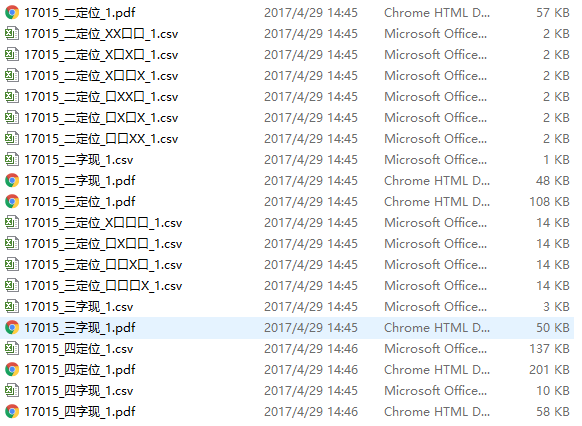 17015_二定位_1.pdf 2017/4/29 14:45 Chrome HTML D... 57 KB
17015_二定位_XX口口_1.csv 2017/4/29 14:45 Microsoft Office... 2 KB
17015_二定位_X口X口_1.csv 2017/4/29 14:45 Microsoft Office... 2 KB
17015_二定位_X口口X_1.csv 2017/4/29 14:45 Microsoft Office... 2 KB
17015_二定位_口XX口_1.csv 2017/4/29 14:45 Microsoft Office... 2 KB
17015_二定位_口X口X_1.csv 2017/4/29 14:45 Microsoft Office... 2 KB
17015_二定位_口口XX_1.csv 2017/4/29 14:45 Microsoft Office... 2 KB
17015_二字现_1.csv 2017/4/29 14:45 Microsoft Office... 1 KB
17015_二字现_1.pdf 2017/4/29 14:45 Chrome HTML D... 48 KB
17015_三定位_1.pdf 2017/4/29 14:45 Chrome HTML D... 108 KB
17015_三定位_X口口口_1.csv 2017/4/29 14:45 Microsoft Office... 14 KB
17015_三定位_口X口口_1.csv 2017/4/29 14:45 Microsoft Office... 14 KB
17015_三定位_口口X口_1.csv 2017/4/29 14:45 Microsoft Office... 14 KB
17015_三定位_口口口X_1.csv 2017/4/29 14:45 Microsoft Office... 14 KB
17015_三字现_1.csv 2017/4/29 14:45 Microsoft Office... 3 KB
17015_三字现_1.pdf 2017/4/29 14:45 Chrome HTML D... 50 KB
17015_四定位_1.csv 2017/4/29 14:46 Microsoft Office... 137 KB
17015_四定位_1.pdf 2017/4/29 14:46 Chrome HTML D... 201 KB
17015_四字现_1.csv 2017/4/29 14:45 Microsoft Office... 10 KB
17015_四字现_1.pdf 2017/4/29 14:46 Chrome HTML D... 58 KB